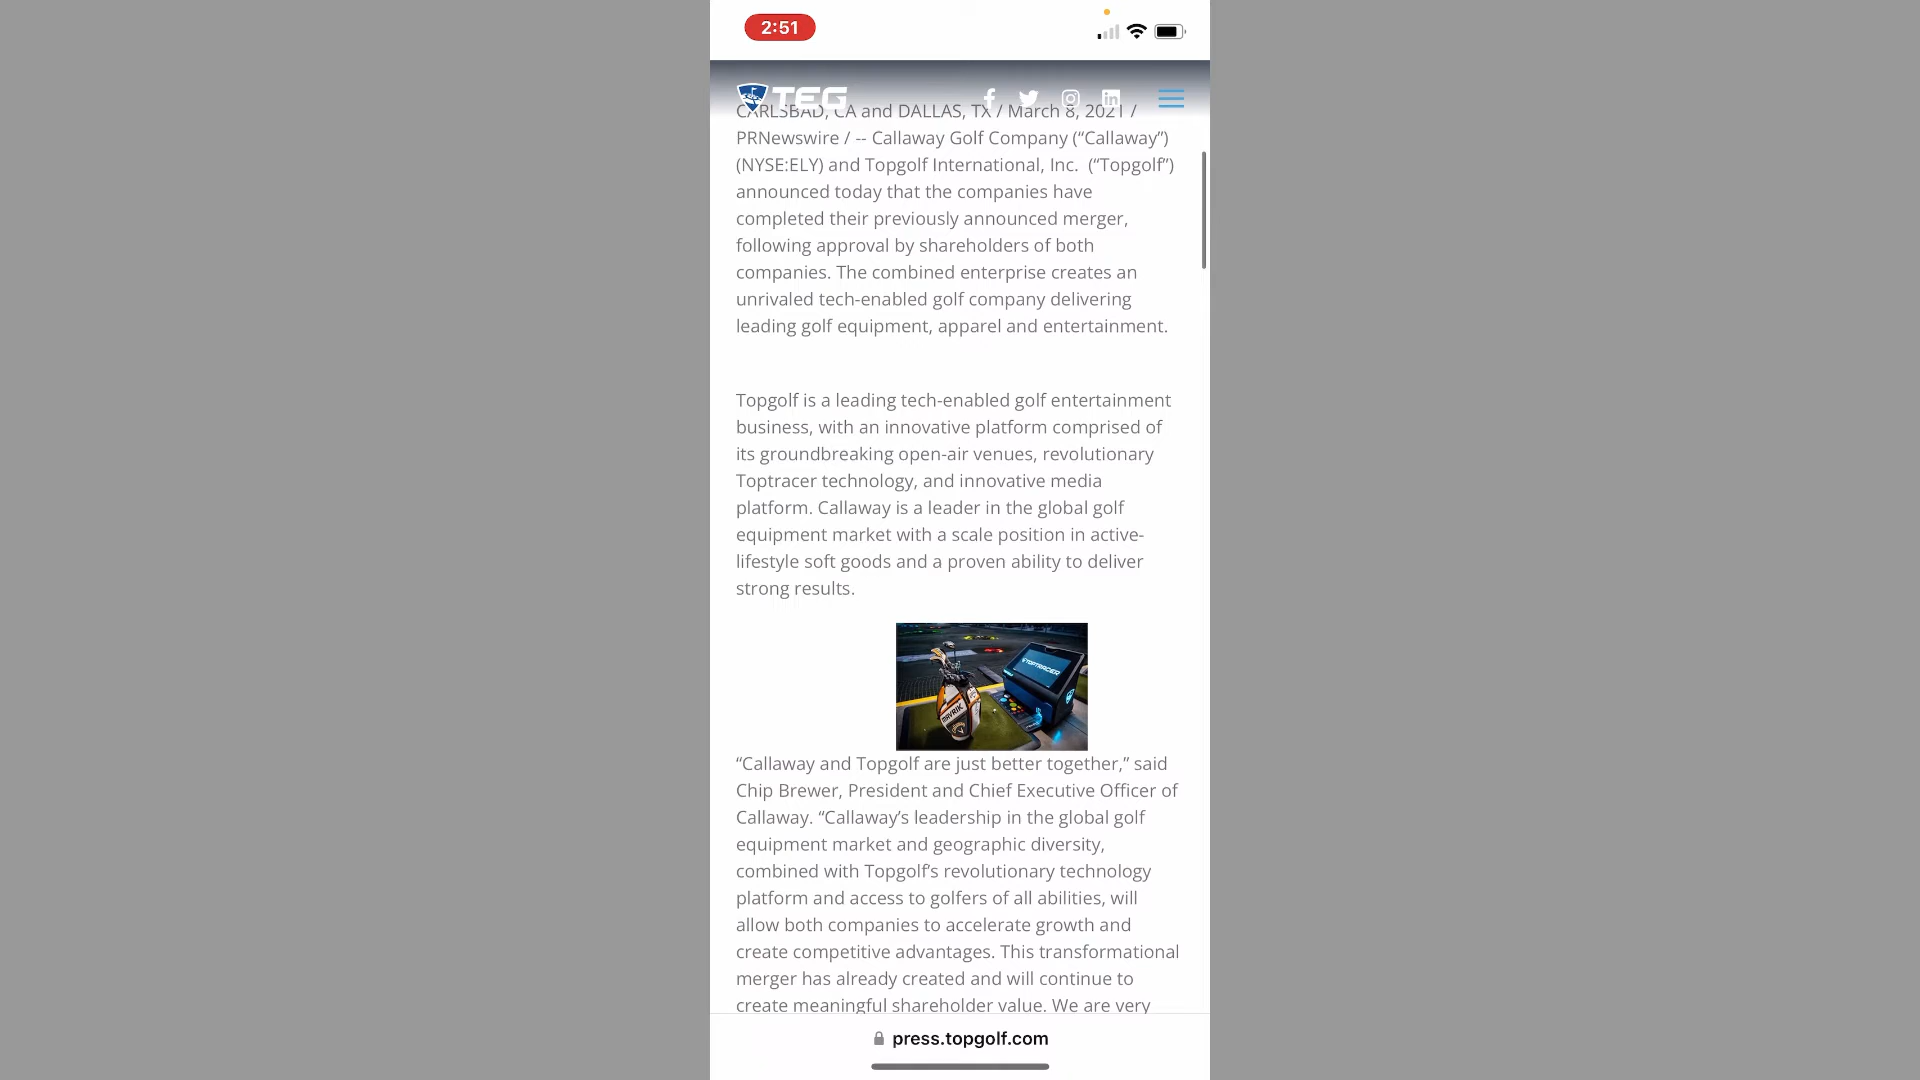 2:51
TEG
CARLSBAD, CA and DALLAS, TX / March 8, 2021 /
PRNewswire / -- Callaway Golf Company (“Callaway”)
(NYSE:ELY) and Topgolf International, Inc.  (“Topgolf”)
announced today that the companies have
completed their previously announced merger,
following approval by shareholders of both
companies. The combined enterprise creates an
unrivaled tech-enabled golf company delivering
leading golf equipment, apparel and entertainment.
Topgolf is a leading tech-enabled golf entertainment
business, with an innovative platform comprised of
its groundbreaking open-air venues, revolutionary
Toptracer technology, and innovative media
platform. Callaway is a leader in the global golf
equipment market with a scale position in active-
lifestyle soft goods and a proven ability to deliver
strong results.
TOPTRACER
MAVRIK
“Callaway and Topgolf are just better together,” said
Chip Brewer, President and Chief Executive Officer of
Callaway. “Callaway’s leadership in the global golf
equipment market and geographic diversity,
combined with Topgolf’s revolutionary technology
platform and access to golfers of all abilities, will
allow both companies to accelerate growth and
create competitive advantages. This transformational
merger has already created and will continue to
create meaningful shareholder value. We are very
press.topgolf.com